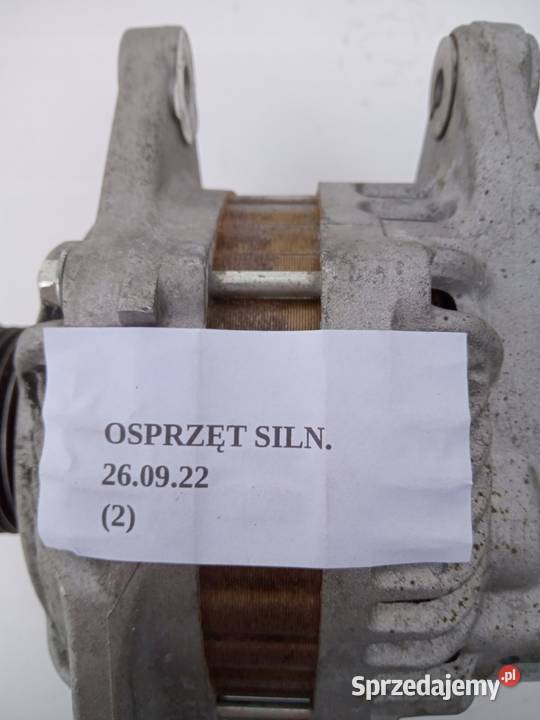 OSPRZĘT SILN.
26.09.22
(2)
Sprzedajemy.pl